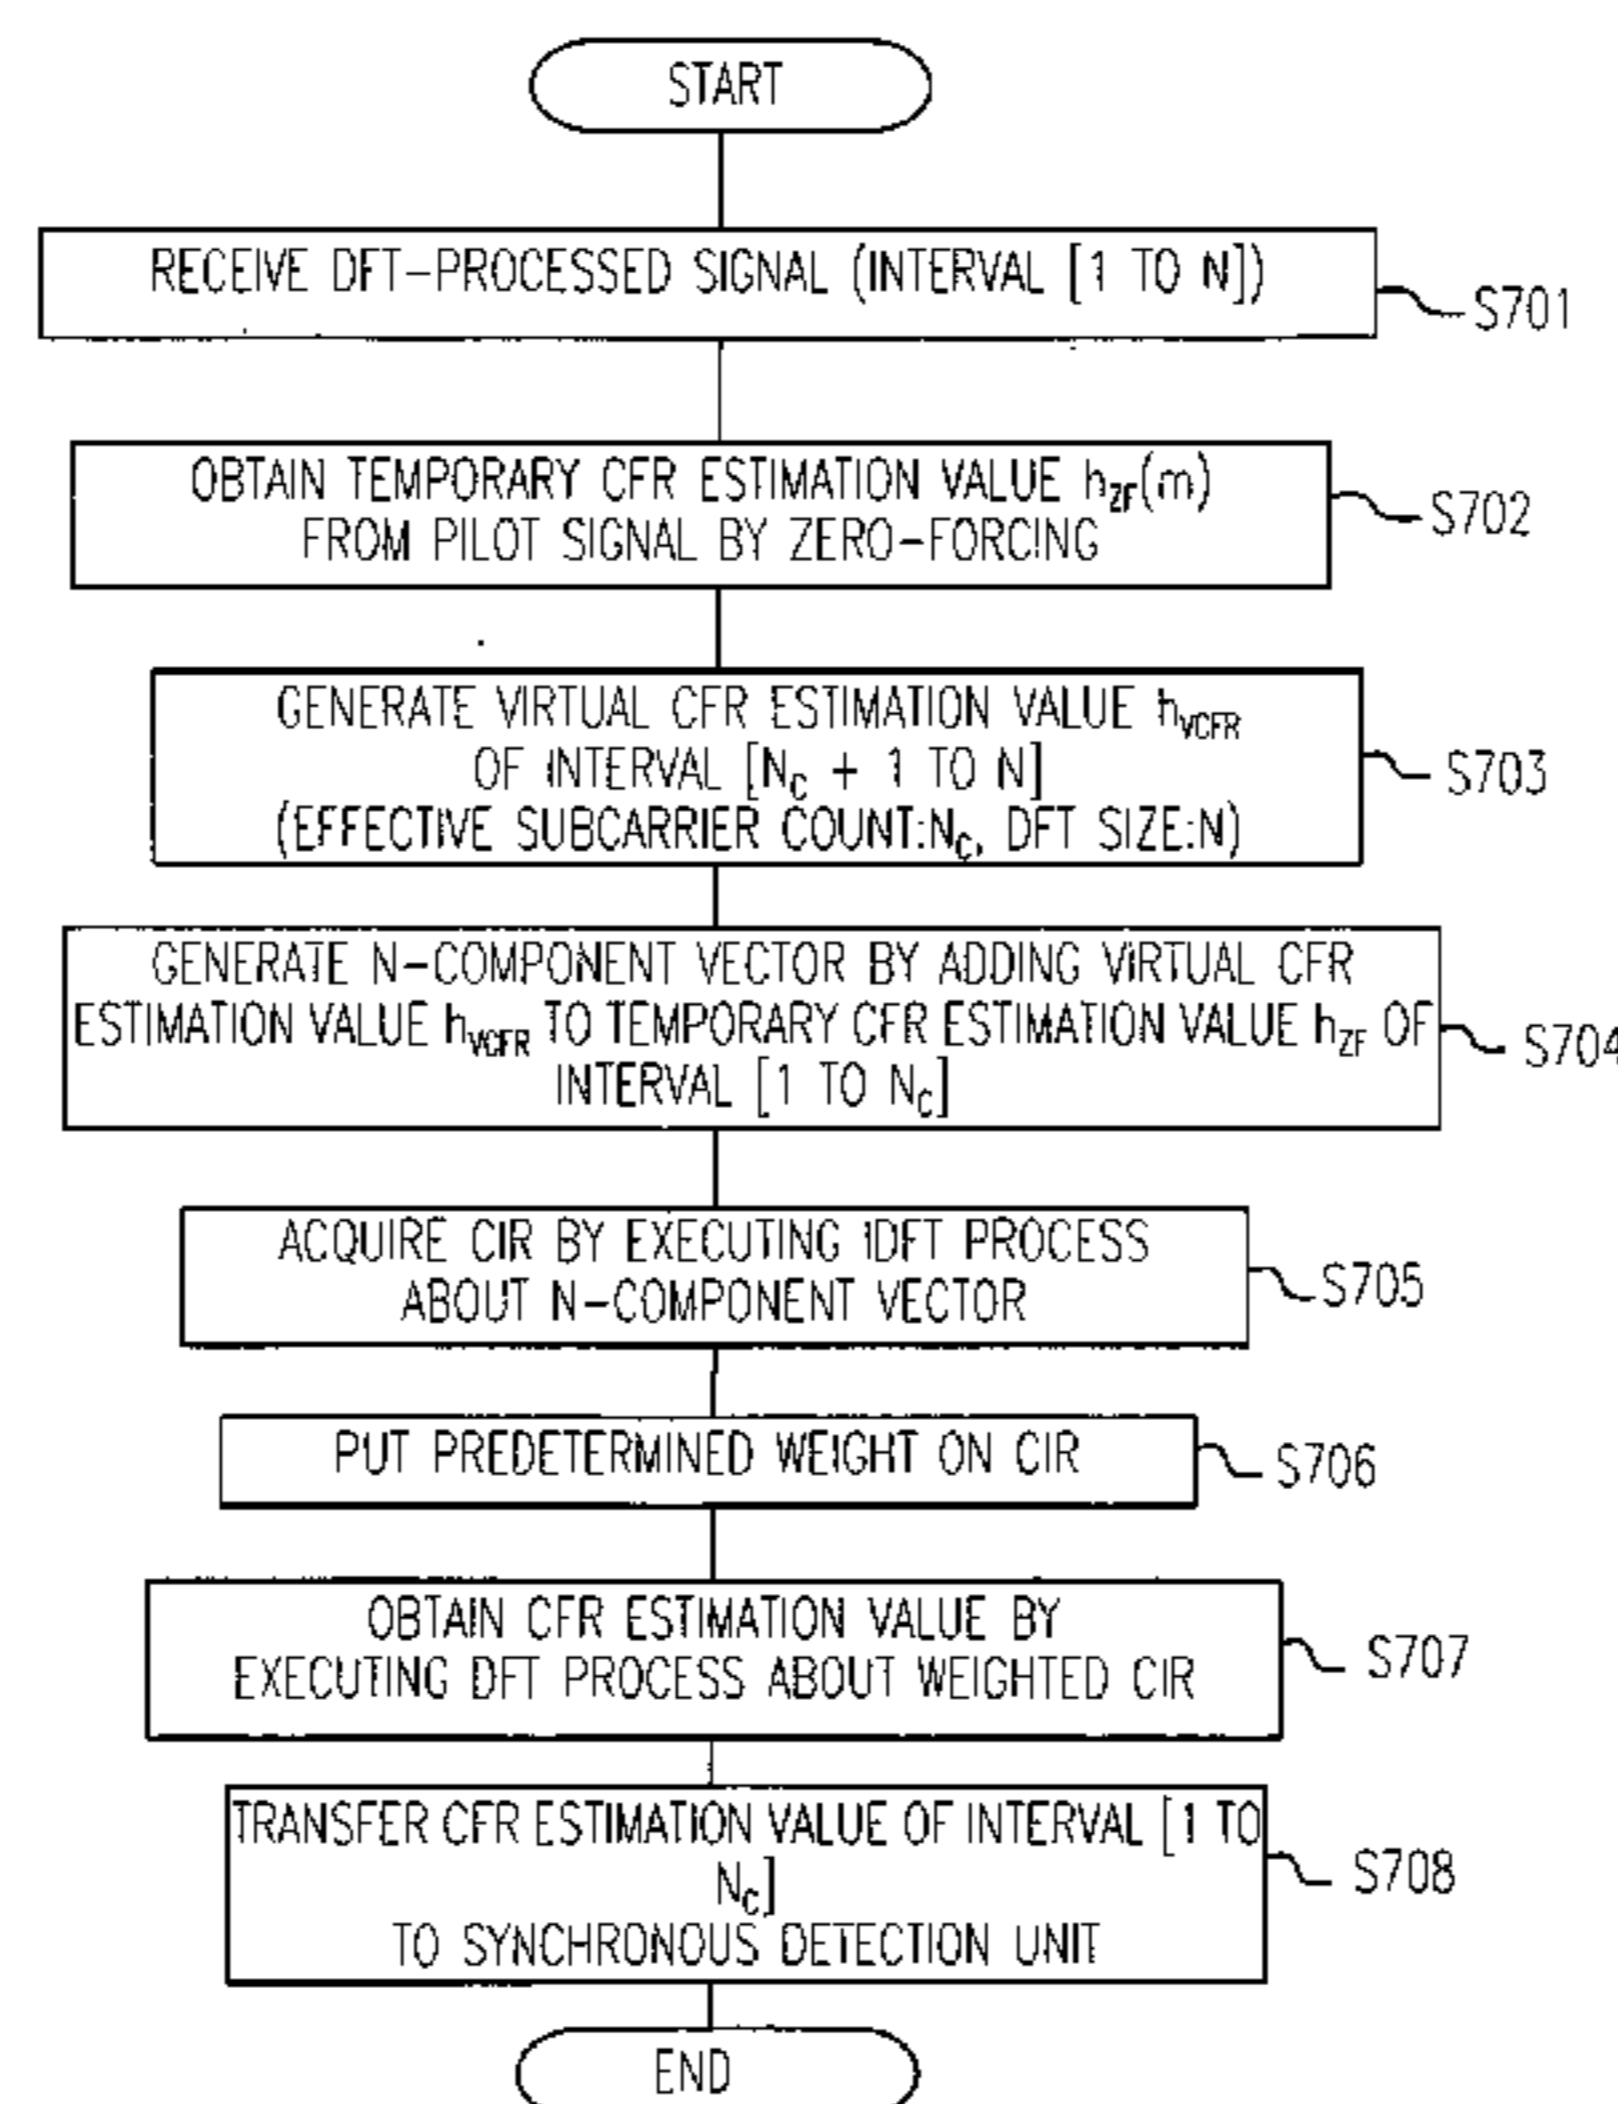 START
RECEIVE DFT-PROCESSED SIGNAL (INTERVAL [1 TO N])
S701
OBTAIN TEMPORARY CFR ESTIMATION VALUE hZF(m)
FROM PILOT SIGNAL BY ZERO-FORCING
S702
GENERATE VIRTUAL CFR ESTIMATION VALUE hVCFR
OF INTERVAL [NC + 1 TO N]
(EFFECTIVE SUBCARRIER COUNT:NC, DFT SIZE:N)
S703
GENERATE N-COMPONENT VECTOR BY ADDING VIRTUAL CFR
ESTIMATION VALUE hVCFR TO TEMPORARY CFR ESTIMATION VALUE hZF OF
INTERVAL [1 TO NC]
S704
ACQUIRE CIR BY EXECUTING IDFT PROCESS
ABOUT N-COMPONENT VECTOR
S705
PUT PREDETERMINED WEIGHT ON CIR
S706
OBTAIN CFR ESTIMATION VALUE BY
EXECUTING DFT PROCESS ABOUT WEIGHTED CIR
S707
TRANSFER CFR ESTIMATION VALUE OF INTERVAL [1 TO
NC]
TO SYNCHRONOUS DETECTION UNIT
S708
END